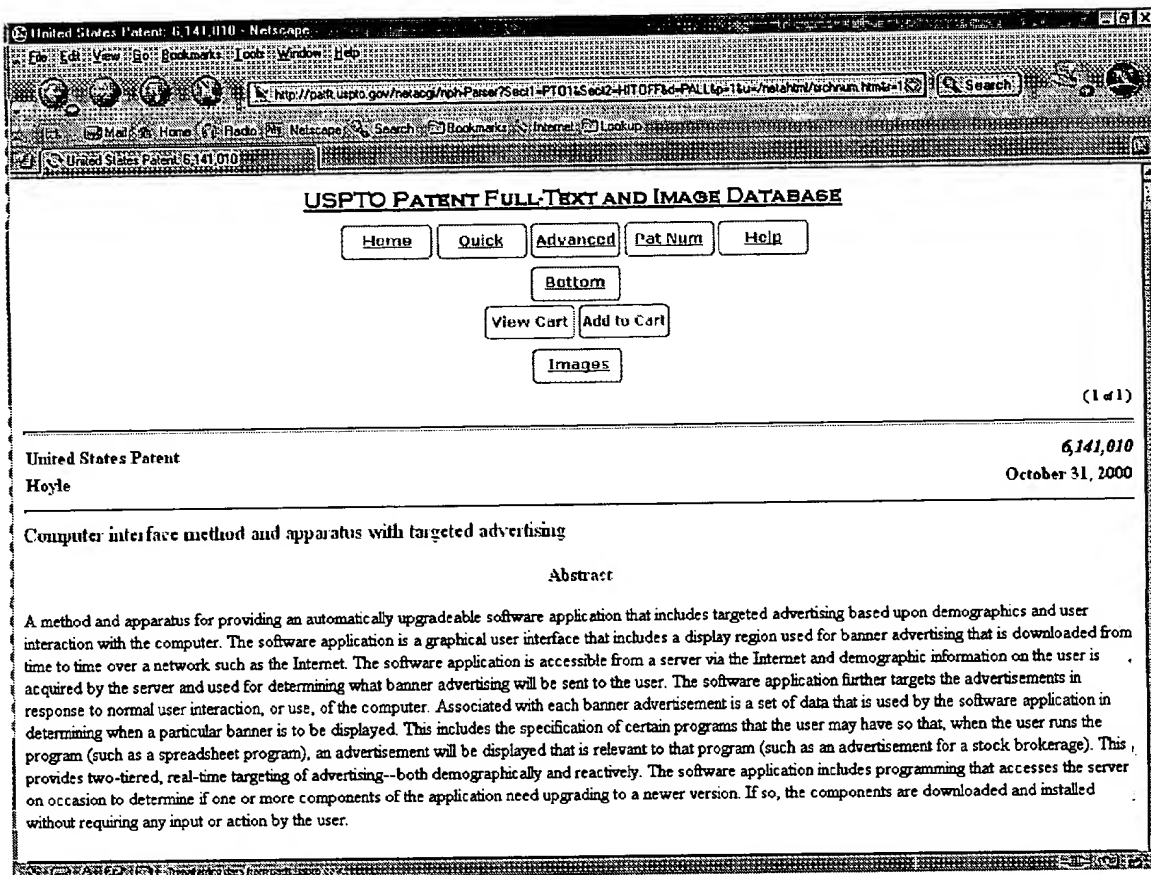 United States Patent: 6,141,010 - Netscape
File Edit View Go Bookmarks Tools Window Help
Search
Mail Home Radio Netscape Search Bookmarks Internet Lookup
United States Patent: 6,141,010
USPTO PATENT FULL-TEXT AND IMAGE DATABASE
Home Quick Advanced Pat Num Help
Bottom
View Cart Add to Cart
Images
(1 of 1)
United States Patent 6,141,010
Hoyle October 31, 2000
Computer interface method and apparatus with targeted advertising
Abstract
A method and apparatus for providing an automatically upgradeable software application that includes targeted advertising based upon demographics and user
interaction with the computer. The software application is a graphical user interface that includes a display region used for banner advertising that is downloaded from
time to time over a network such as the Internet. The software application is accessible from a server via the Internet and demographic information on the user is
acquired by the server and used for determining what banner advertising will be sent to the user. The software application further targets the advertisements in
response to normal user interaction, or use, of the computer. Associated with each banner advertisement is a set of data that is used by the software application in
determining when a particular banner is to be displayed. This includes the specification of certain programs that the user may have so that, when the user runs the
program (such as a spreadsheet program), an advertisement will be displayed that is relevant to that program (such as an advertisement for a stock brokerage). This
provides two-tiered, real-time targeting of advertising--both demographically and reactively. The software application includes programming that accesses the server
on occasion to determine if one or more components of the application need upgrading to a newer version. If so, the components are downloaded and installed
without requiring any input or action by the user.